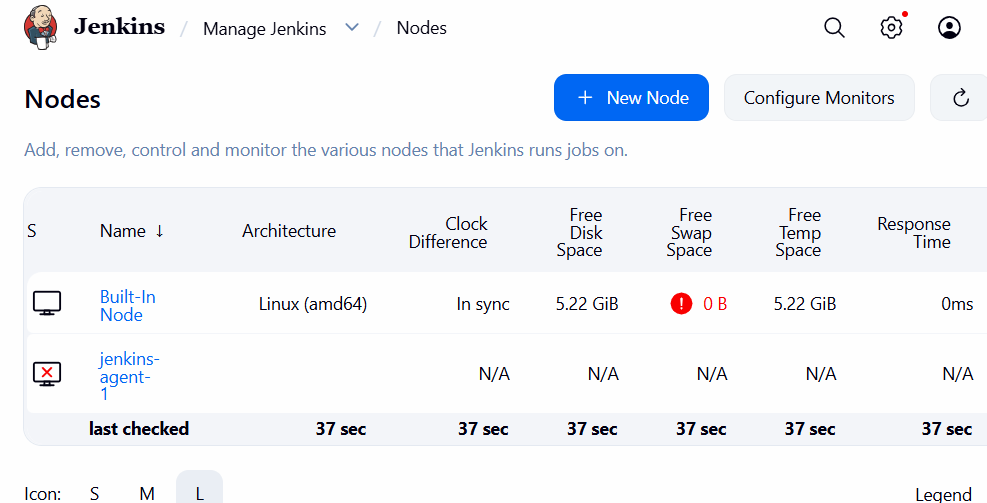 Jenkins / Manage Jenkins / Nodes
Nodes
+ New Node
Configure Monitors
Add, remove, control and monitor the various nodes that Jenkins runs jobs on.
S Name ↓ Architecture Clock Difference Free Disk Space Free Swap Space Free Temp Space Response Time
Built-In Node Linux (amd64) In sync 5.22 GiB 0 B 5.22 GiB 0ms
jenkins-agent-1 N/A N/A N/A N/A N/A
last checked 37 sec 37 sec 37 sec 37 sec 37 sec 37 sec
Icon: S M L Legend